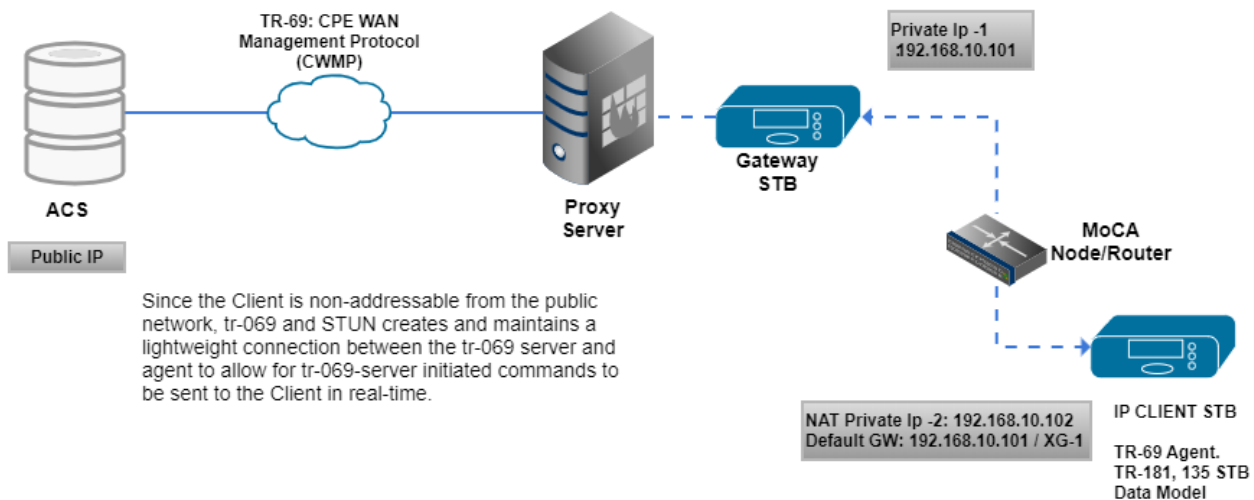 TR-69: CPE WAN
Management Protocol
(CWMP)
Private Ip -1
192.168.10.101
Gateway
STB
ACS
Proxy
Server
MoCA
Node/Router
Public IP
Since the Client is non-addressable from the public
network, tr-069 and STUN creates and maintains a
lightweight connection between the tr-069 server and
agent to allow for tr-069-server initiated commands to
be sent to the Client in real-time.
NAT Private Ip -2: 192.168.10.102
Default GW: 192.168.10.101 / XG-1
IP CLIENT STB
TR-69 Agent.
TR-181, 135 STB
Data Model